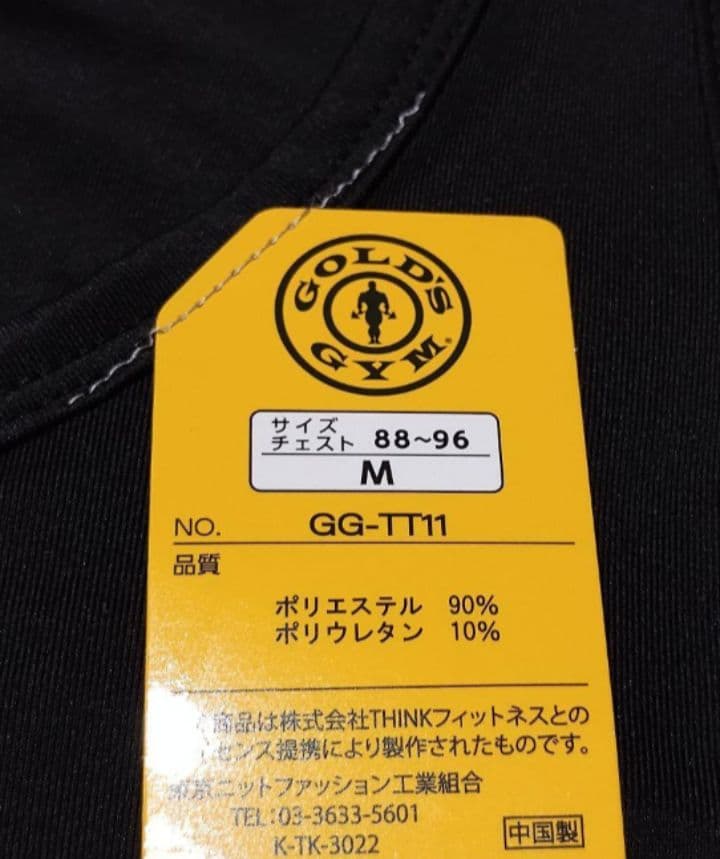 GOLD'S
GYM®
サイズ
チェスト 88~96
M
NO. GG-TT11
品質
ポリエステル 90%
ポリウレタン 10%
商品は株式会社THINKフィットネスとの
センス提携により製作されたものです。
東京ニットファッション工業組合
TEL:03-3633-5601
K-TK-3022
中国製